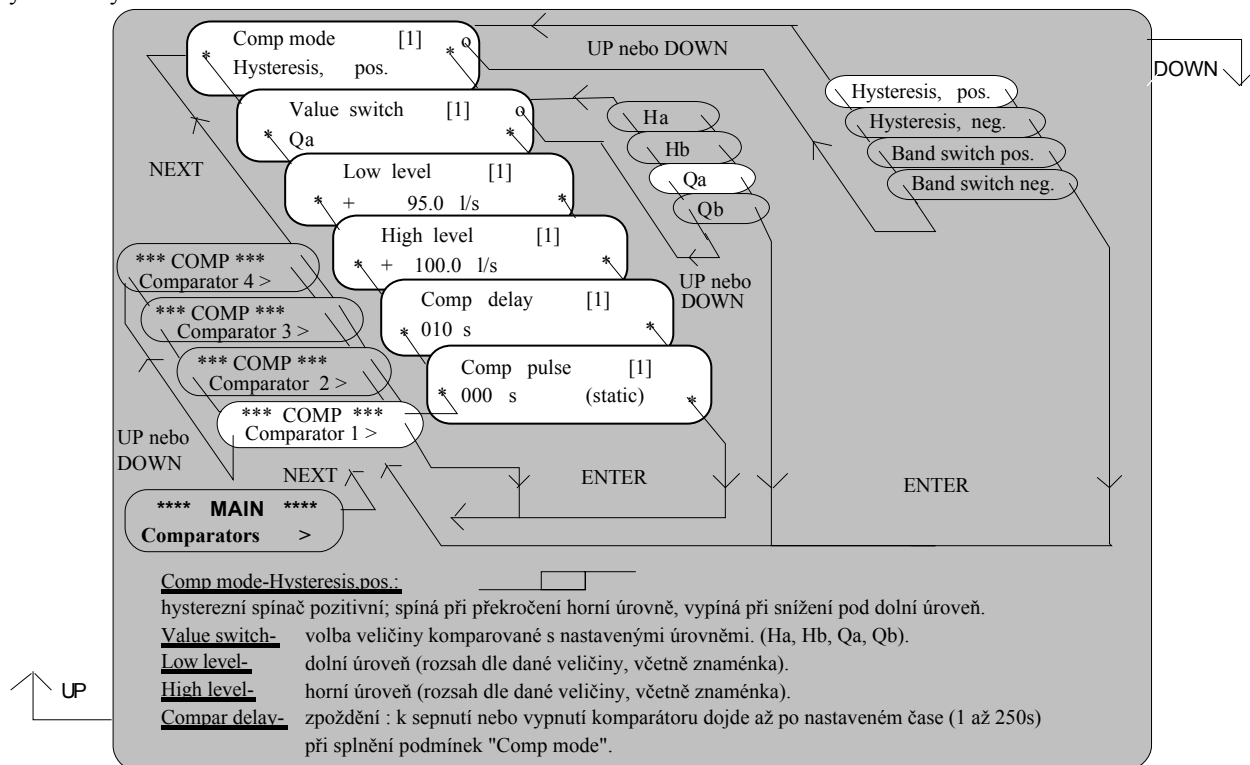 Comp mode [1] o
* Hysteresis, pos. *
UP nebo DOWN
DOWN
Value switch [1] o
* Qa *
Ha
Hb
Qa
Qb
Hysteresis, pos.
Hysteresis, neg.
Band switch pos.
Band switch neg.
NEXT
Low level [1]
* + 95.0 l/s *
High level [1]
* + 100.0 l/s *
UP nebo
DOWN
*** COMP ***
Comparator 4 >
*** COMP ***
Comparator 3 >
*** COMP ***
Comparator 2 >
*** COMP ***
Comparator 1 >
Comp delay [1]
* 010 s *
Comp pulse [1]
* 000 s (static) *
UP nebo
DOWN
NEXT
ENTER
ENTER
**** MAIN ****
Comparators >
Comp mode-Hysteresis,pos.:
hysterezní spínač pozitivní; spíná při překročení horní úrovně, vypíná při snížení pod dolní úroveň.
Value switch- volba veličiny komparované s nastavenými úrovněmi. (Ha, Hb, Qa, Qb).
Low level- dolní úroveň (rozsah dle dané veličiny, včetně znaménka).
High level- horní úroveň (rozsah dle dané veličiny, včetně znaménka).
UP
Compar delay- zpoždění : k sepnutí nebo vypnutí komparátoru dojde až po nastaveném čase (1 až 250s)
při splnění podmínek "Comp mode".